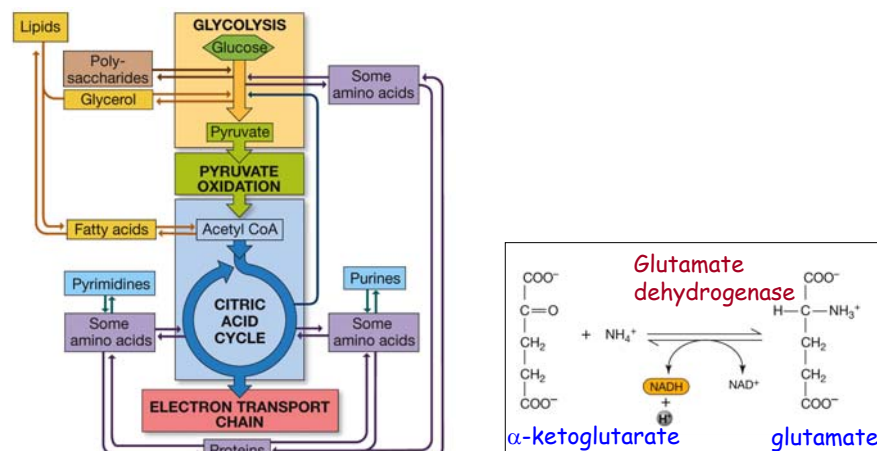 Lipids
GLYCOLYSIS
Glucose
Poly-
saccharides
Some
amino acids
Glycerol
Pyruvate
PYRUVATE
OXIDATION
Fatty acids
Acetyl CoA
Pyrimidines
Purines
Some
amino acids
CITRIC
ACID
CYCLE
Some
amino acids
ELECTRON TRANSPORT
CHAIN
Proteins
Glutamate
dehydrogenase
COO⁻
C=O
CH₂
CH₂
COO⁻
+ NH₄⁺
NADH
+
H⁺
NAD⁺
COO⁻
H–C–NH₃⁺
CH₂
CH₂
COO⁻
α-ketoglutarate
glutamate